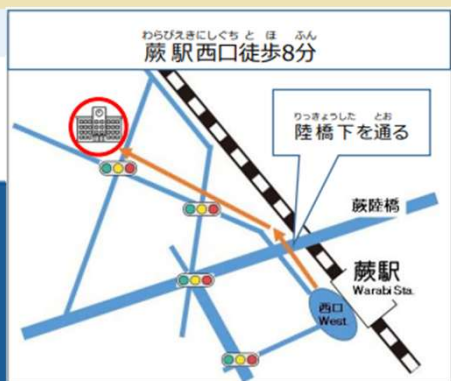 わらびえきにしぐちとほふん
蕨駅西口徒歩8分
りっきょうしたとお
陸橋下を通る
蕨陸橋
蕨駅
Warabi Sta.
西口
West